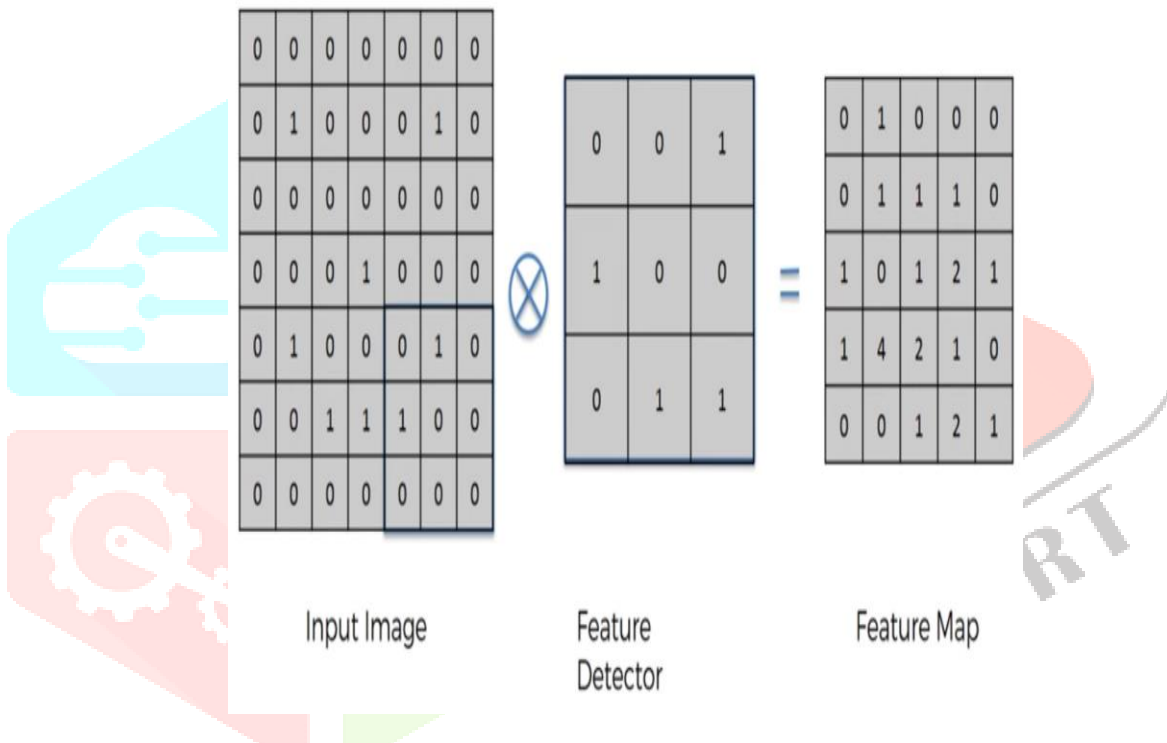 0 0 0 0 0 0 0
0 1 0 0 0 1 0
0 0 0 0 0 0 0
0 0 0 1 0 0 0
0 1 0 0 0 1 0
0 0 1 1 1 0 0
0 0 0 0 0 0 0
Input Image
0 0 1
1 0 0
0 1 1
Feature
Detector
=
0 1 0 0 0
0 1 1 1 0
1 0 1 2 1
1 4 2 1 0
0 0 1 2 1
Feature Map
RT